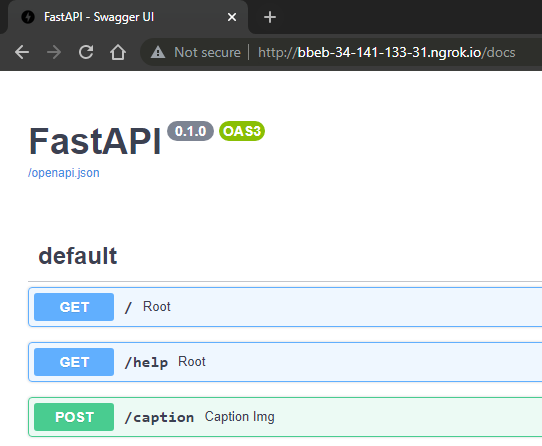 FastAPI - Swagger UI
Not secure http://bbeb-34-141-133-31.ngrok.io/docs
FastAPI 0.1.0 OAS3
/openapi.json
default
GET / Root
GET /help Root
POST /caption Caption Img